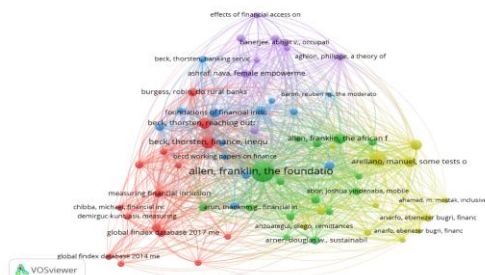 effects of financial access on
banerjee, abhijit v., occupati
aghion, philippe, a theory of
beck, thorsten, banking servic
ashraf, nava, female empowerme
burgess, robin, do rural banks
baron, reuben m., the moderato
foundations of financial incl
beck, thorsten, reaching out:
allen, franklin, the african f
beck, thorsten, finance, inequ
oecd working papers on finance
arellano, manuel, some tests o
allen, franklin, the foundatio
measuring financial inclusion
abor, joshua yindenaba, mobile
ahamed, m. mostak, inclusive
chibba, michael, financial inc
arun, thankom g., financial in
demirguc-kunt, asli, measuring
anzoategui, diego, remittances
anarfo, ebenezer bugri, financ
global findex database 2017 me
arner, douglas w., sustainabil
anarfo, ebenezer bugri, financ
global findex database 2014 me
VOSviewer